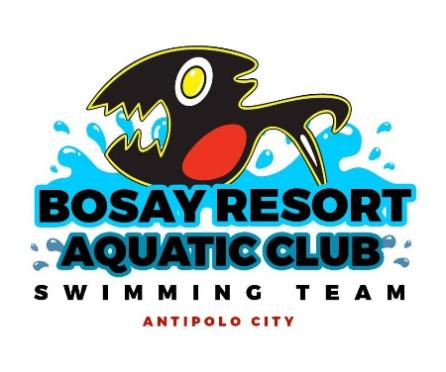 BOSAY RESORT
AQUATIC CLUB
SWIMMING TEAM
ANTIPOLO CITY